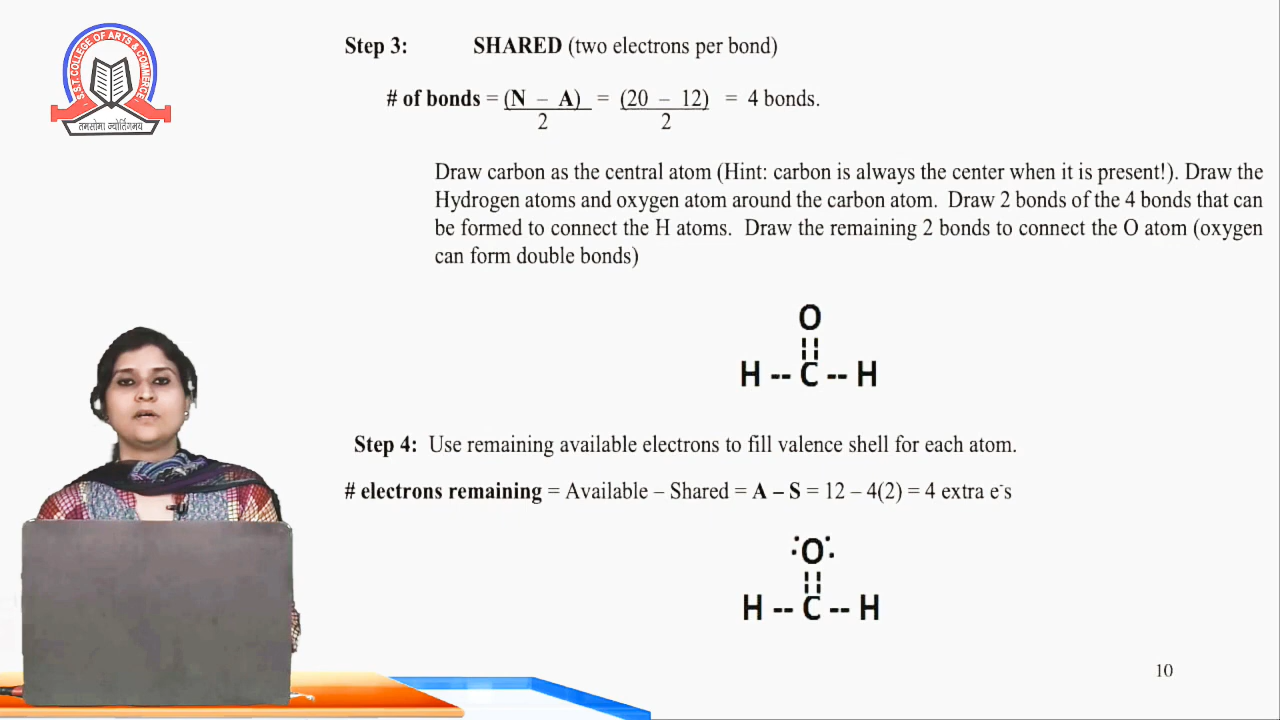 S.S.T. COLLEGE OF ARTS & COMMERCE
तमसोमा ज्योर्तिगमय
Step 3: SHARED (two electrons per bond)
# of bonds = (N – A) = (20 – 12) = 4 bonds.
2 2
Draw carbon as the central atom (Hint: carbon is always the center when it is present!). Draw the
Hydrogen atoms and oxygen atom around the carbon atom. Draw 2 bonds of the 4 bonds that can
be formed to connect the H atoms. Draw the remaining 2 bonds to connect the O atom (oxygen
can form double bonds)
O
H -- C -- H
Step 4: Use remaining available electrons to fill valence shell for each atom.
# electrons remaining = Available – Shared = A – S = 12 – 4(2) = 4 extra e⁻s
:O:
H -- C -- H
10